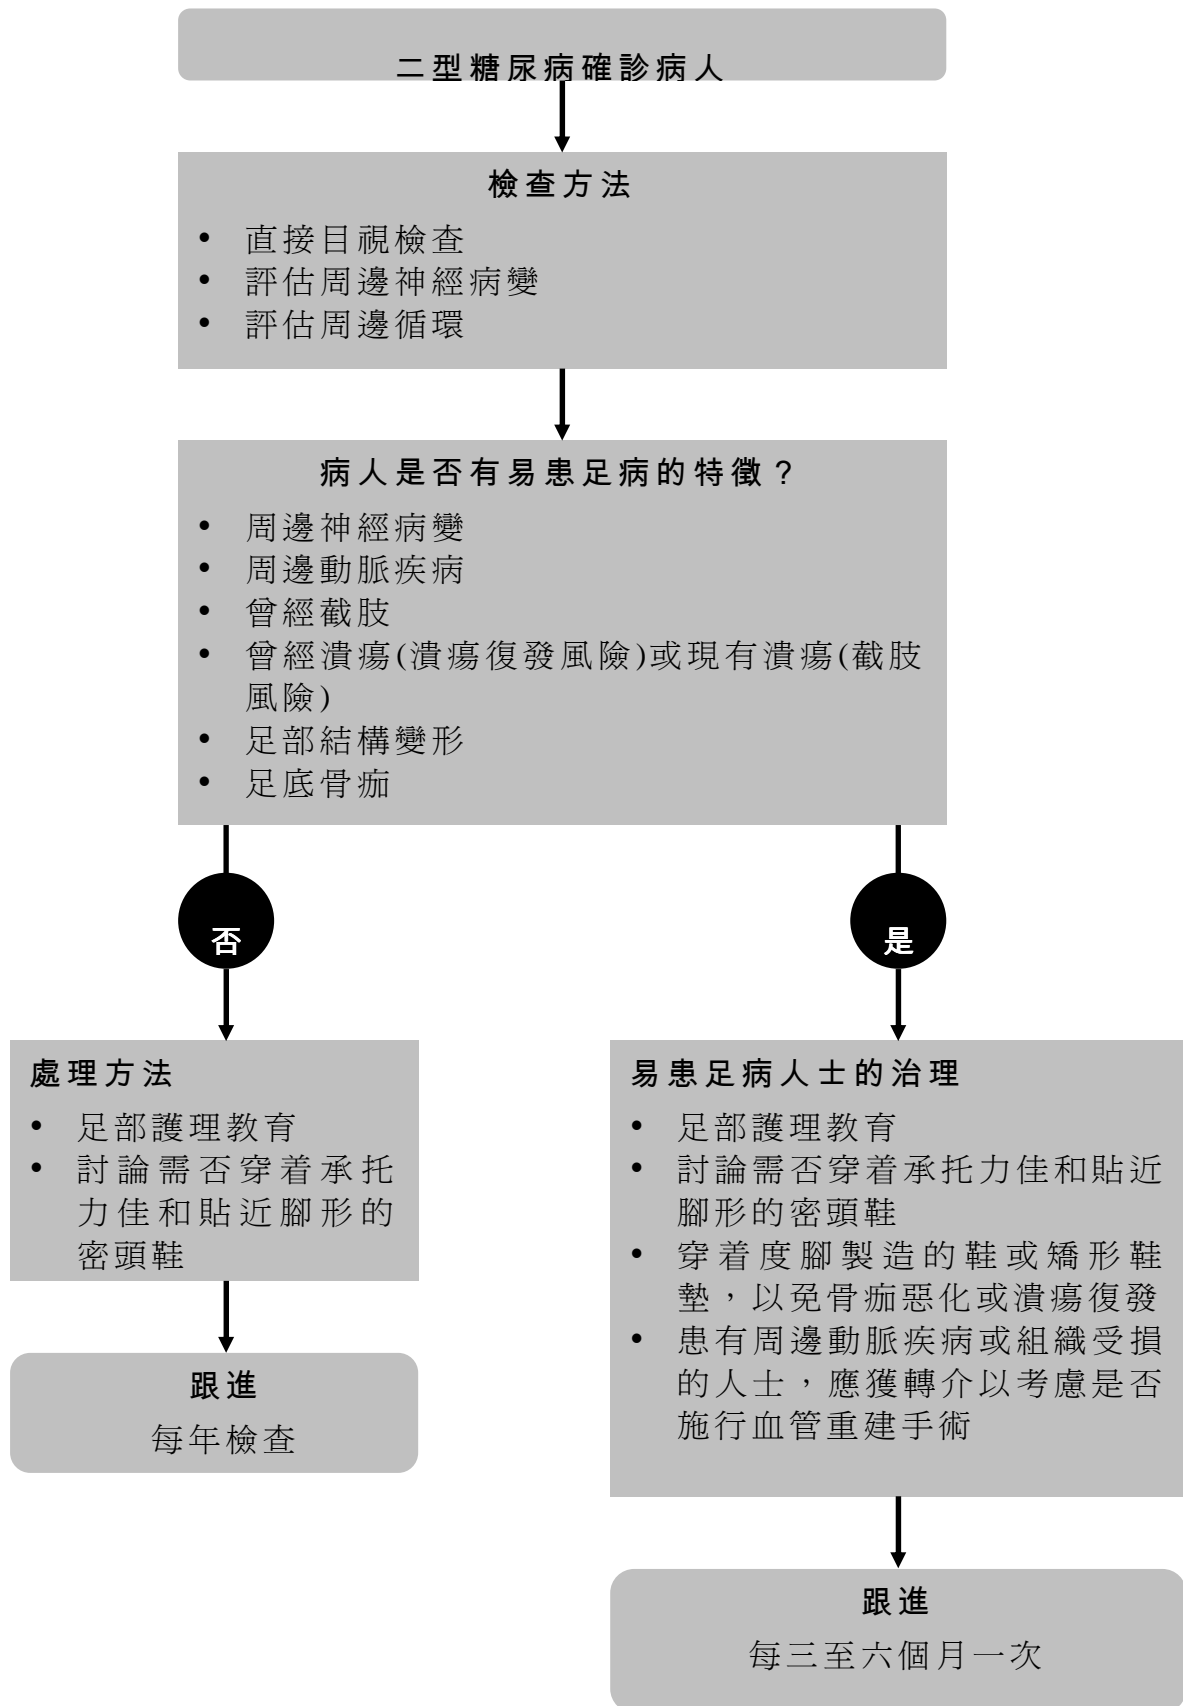 二型糖尿病確診病人
檢查方法
• 直接目視檢查
• 評估周邊神經病變
• 評估周邊循環
病人是否有易患足病的特徵？
• 周邊神經病變
• 周邊動脈疾病
• 曾經截肢
• 曾經潰瘍(潰瘍復發風險)或現有潰瘍(截肢
風險)
• 足部結構變形
• 足底骨痂
否
是
處理方法
• 足部護理教育
• 討論需否穿着承托
力佳和貼近腳形的
密頭鞋
跟進
每年檢查
易患足病人士的治理
• 足部護理教育
• 討論需否穿着承托力佳和貼近
腳形的密頭鞋
• 穿着度腳製造的鞋或矯形鞋
墊，以免骨痂惡化或潰瘍復發
• 患有周邊動脈疾病或組織受損
的人士，應獲轉介以考慮是否
施行血管重建手術
跟進
每三至六個月一次